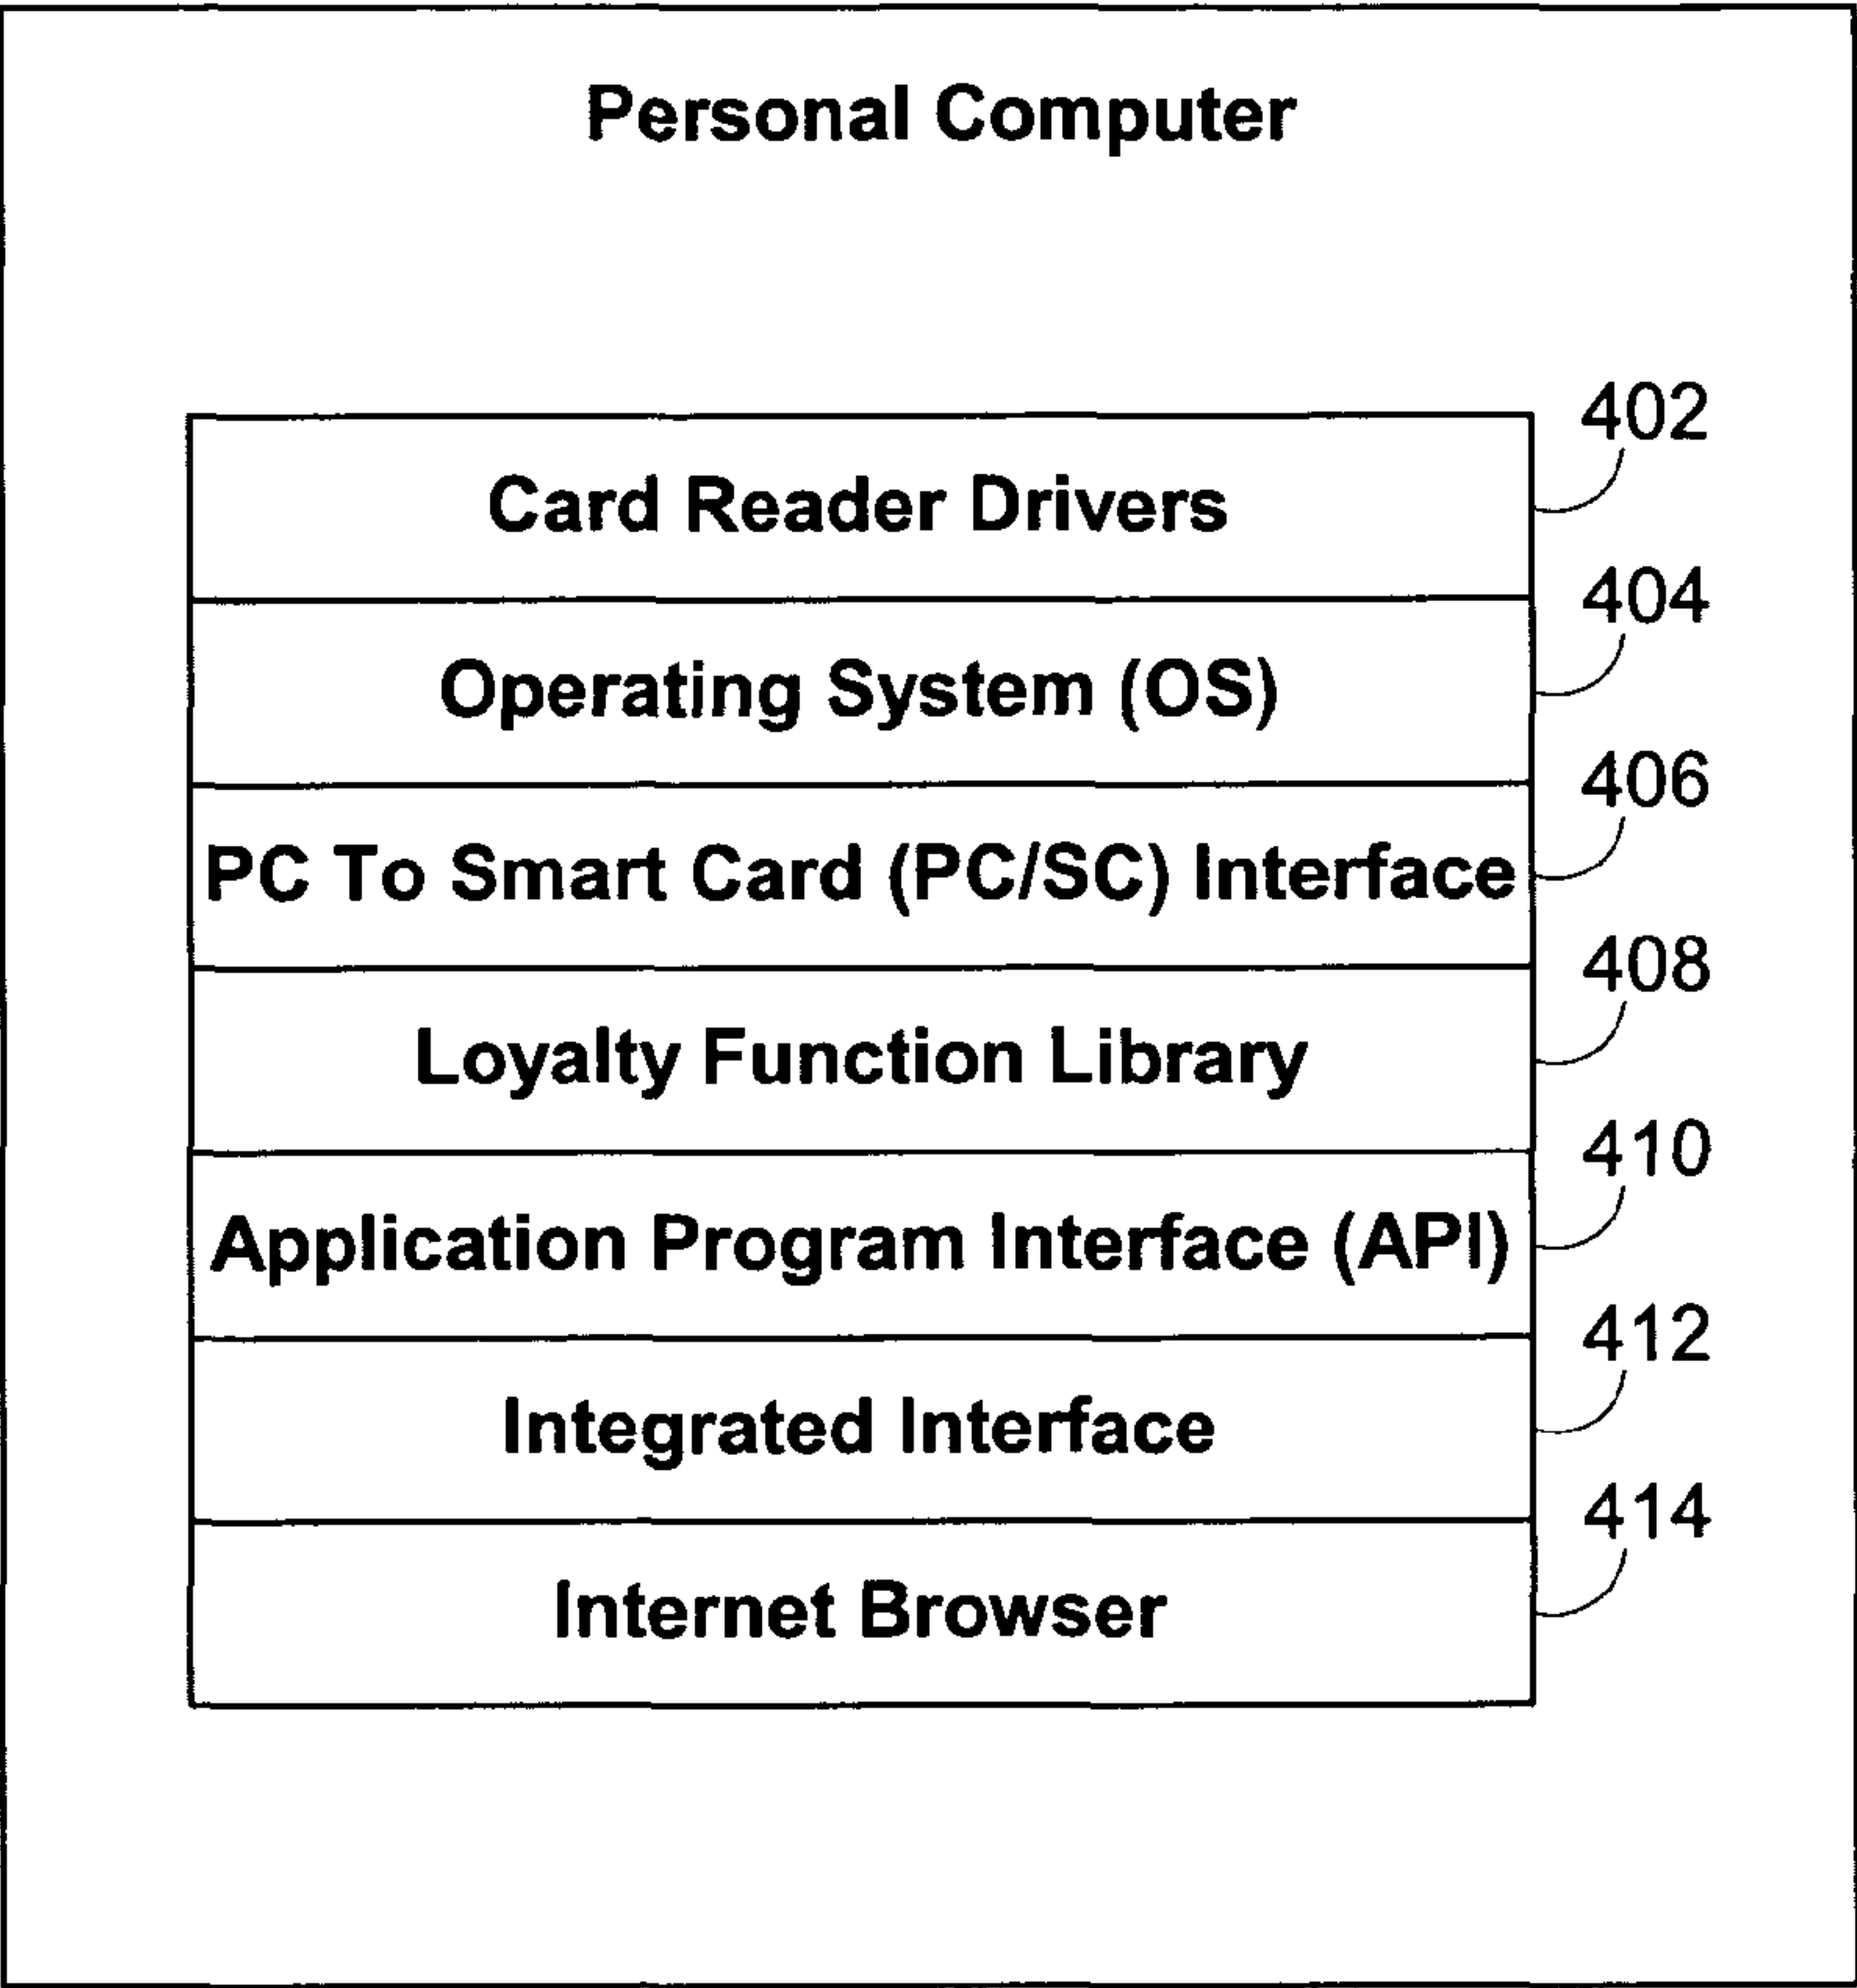 Personal Computer
402
Card Reader Drivers
404
Operating System (OS)
406
PC To Smart Card (PC/SC) Interface
408
Loyalty Function Library
410
Application Program Interface (API)
412
Integrated Interface
414
Internet Browser